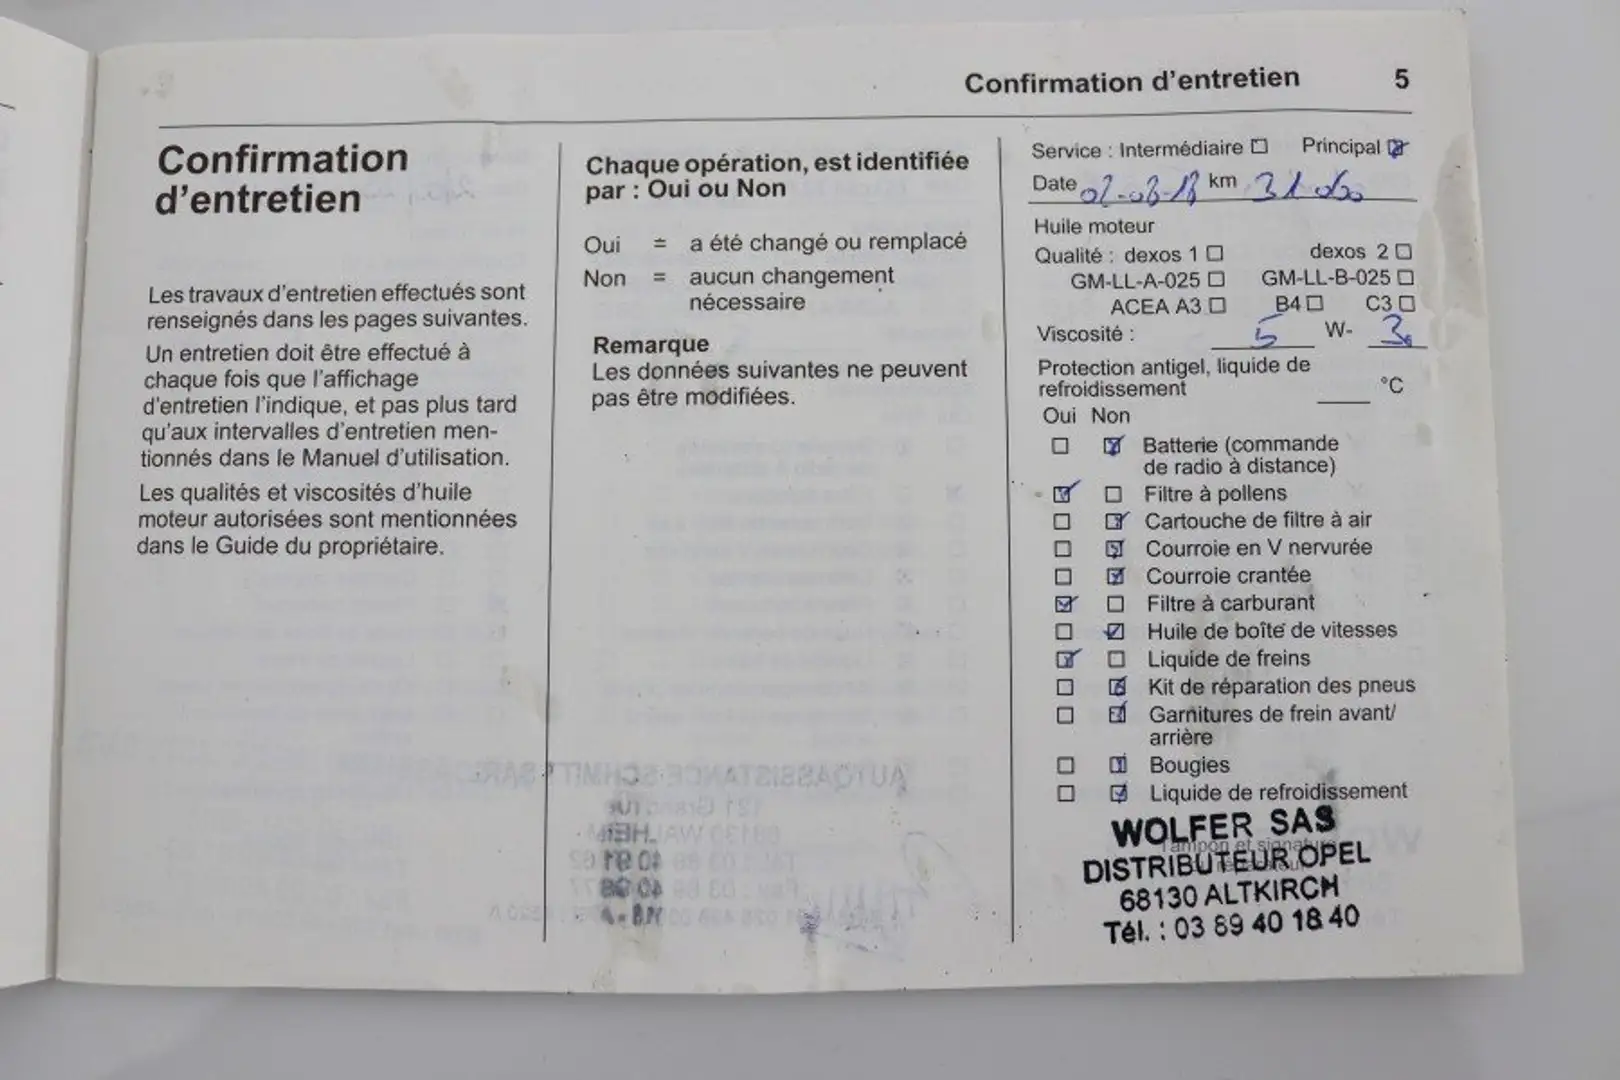 Confirmation d'entretien 5
Confirmation
d'entretien
Les travaux d'entretien effectués sont
renseignés dans les pages suivantes.
Un entretien doit être effectué à
chaque fois que l'affichage
d'entretien l'indique, et pas plus tard
qu'aux intervalles d'entretien men-
tionnés dans le Manuel d'utilisation.
Les qualités et viscosités d'huile
moteur autorisées sont mentionnées
dans le Guide du propriétaire.
Chaque opération, est identifiée
par : Oui ou Non
Oui = a été changé ou remplacé
Non = aucun changement
nécessaire
Remarque
Les données suivantes ne peuvent
pas être modifiées.
Service : Intermédiaire Principal
Date 02-08-18 km 31
Huile moteur
Qualité : dexos 1 dexos 2
GM-LL-A-025 GM-LL-B-025
ACEA A3 B4 C3
Viscosité : 5 W- 30
Protection antigel, liquide de
refroidissement °C
Oui Non
Batterie (commande
de radio à distance)
Filtre à pollens
Cartouche de filtre à air
Courroie en V nervurée
Courroie crantée
Filtre à carburant
Huile de boîte de vitesses
Liquide de freins
Kit de réparation des pneus
Garnitures de frein avant/
arrière
Bougies
Liquide de refroidissement
Tampon et signature
WOLFER SAS
DISTRIBUTEUR OPEL
68130 ALTKIRCH
Tél. : 03 89 40 18 40